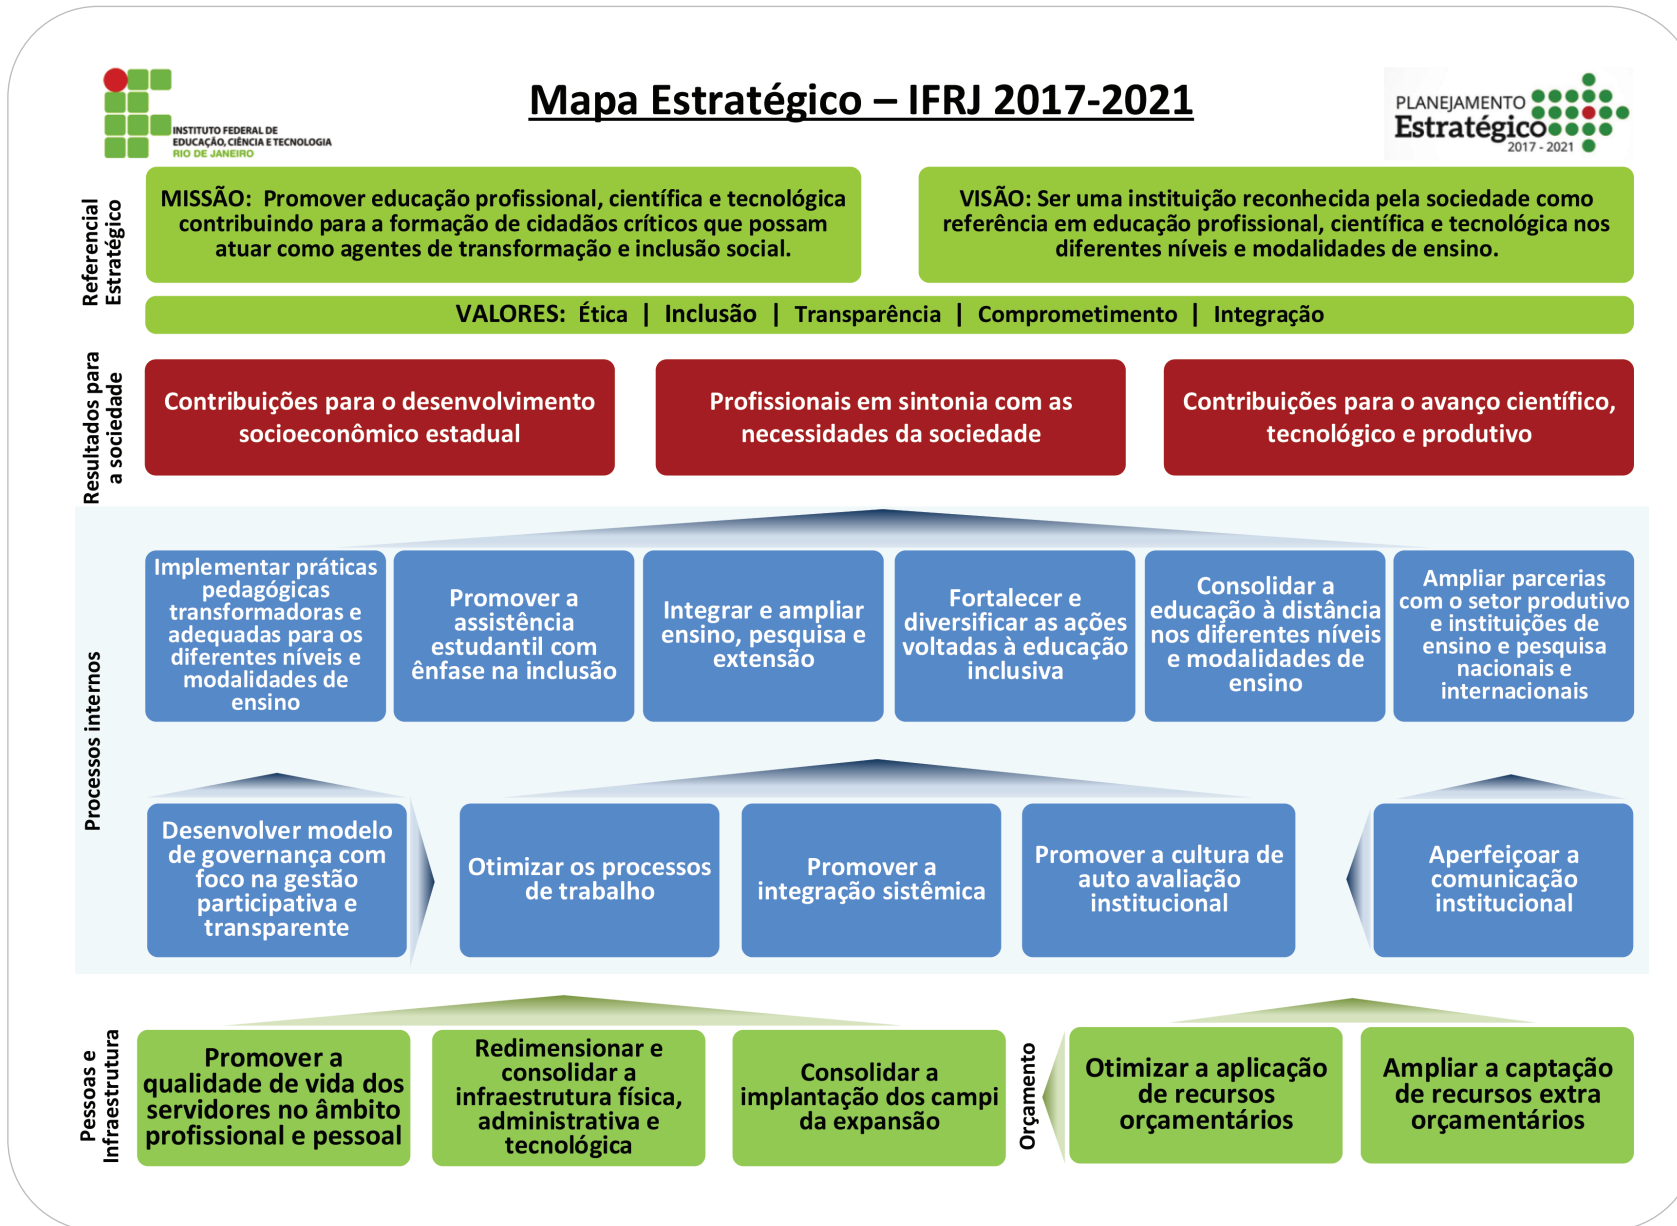 INSTITUTO FEDERAL DE
EDUCAÇÃO, CIÊNCIA E TECNOLOGIA
RIO DE JANEIRO
Mapa Estratégico – IFRJ 2017-2021
PLANEJAMENTO
Estratégico
2017 - 2021
Referencial
Estratégico
MISSÃO: Promover educação profissional, científica e tecnológica
contribuindo para a formação de cidadãos críticos que possam
atuar como agentes de transformação e inclusão social.
VISÃO: Ser uma instituição reconhecida pela sociedade como
referência em educação profissional, científica e tecnológica nos
diferentes níveis e modalidades de ensino.
VALORES: Ética | Inclusão | Transparência | Comprometimento | Integração
Resultados para
a sociedade
Contribuições para o desenvolvimento
socioeconômico estadual
Profissionais em sintonia com as
necessidades da sociedade
Contribuições para o avanço científico,
tecnológico e produtivo
Processos internos
Implementar práticas
pedagógicas
transformadoras e
adequadas para os
diferentes níveis e
modalidades de
ensino
Promover a
assistência
estudantil com
ênfase na inclusão
Integrar e ampliar
ensino, pesquisa e
extensão
Fortalecer e
diversificar as ações
voltadas à educação
inclusiva
Consolidar a
educação à distância
nos diferentes níveis
e modalidades de
ensino
Ampliar parcerias
com o setor produtivo
e instituições de
ensino e pesquisa
nacionais e
internacionais
Desenvolver modelo
de governança com
foco na gestão
participativa e
transparente
Otimizar os processos
de trabalho
Promover a
integração sistêmica
Promover a cultura de
auto avaliação
institucional
Aperfeiçoar a
comunicação
institucional
Pessoas e
Infraestrutura
Promover a
qualidade de vida dos
servidores no âmbito
profissional e pessoal
Redimensionar e
consolidar a
infraestrutura física,
administrativa e
tecnológica
Consolidar a
implantação dos campi
da expansão
Orçamento
Otimizar a aplicação
de recursos
orçamentários
Ampliar a captação
de recursos extra
orçamentários